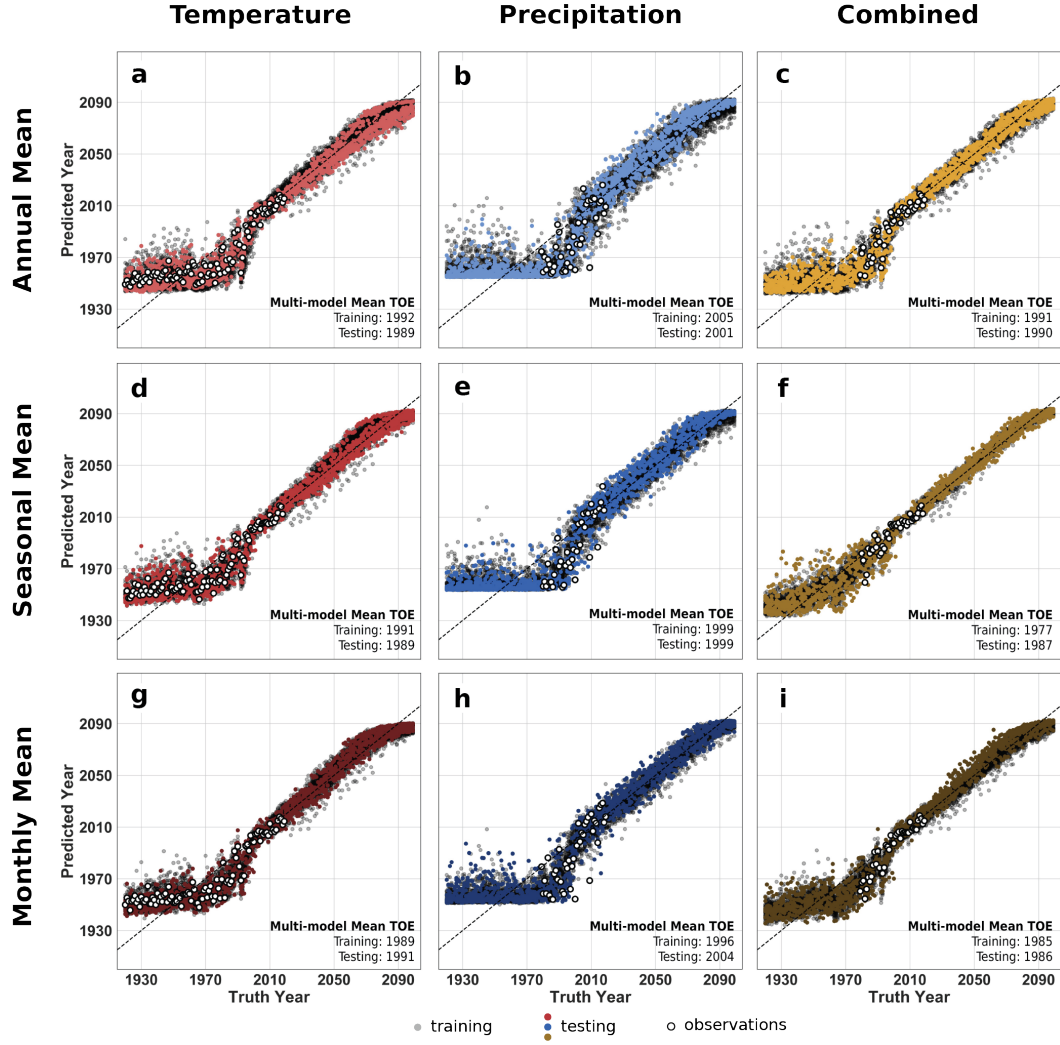 Temperature Precipitation Combined
Annual Mean
Predicted Year
2090
2050
2010
1970
1930
a
Multi-model Mean TOE
Training: 1992
Testing: 1989
b
Multi-model Mean TOE
Training: 2005
Testing: 2001
c
Multi-model Mean TOE
Training: 1991
Testing: 1990
Seasonal Mean
Predicted Year
2090
2050
2010
1970
1930
d
Multi-model Mean TOE
Training: 1991
Testing: 1989
e
Multi-model Mean TOE
Training: 1999
Testing: 1999
f
Multi-model Mean TOE
Training: 1977
Testing: 1987
Monthly Mean
Predicted Year
2090
2050
2010
1970
1930
g
Multi-model Mean TOE
Training: 1989
Testing: 1991
h
Multi-model Mean TOE
Training: 1996
Testing: 2004
i
Multi-model Mean TOE
Training: 1985
Testing: 1986
1930 1970 2010 2050 2090 1930 1970 2010 2050 2090 1930 1970 2010 2050 2090
Truth Year Truth Year Truth Year
training testing observations